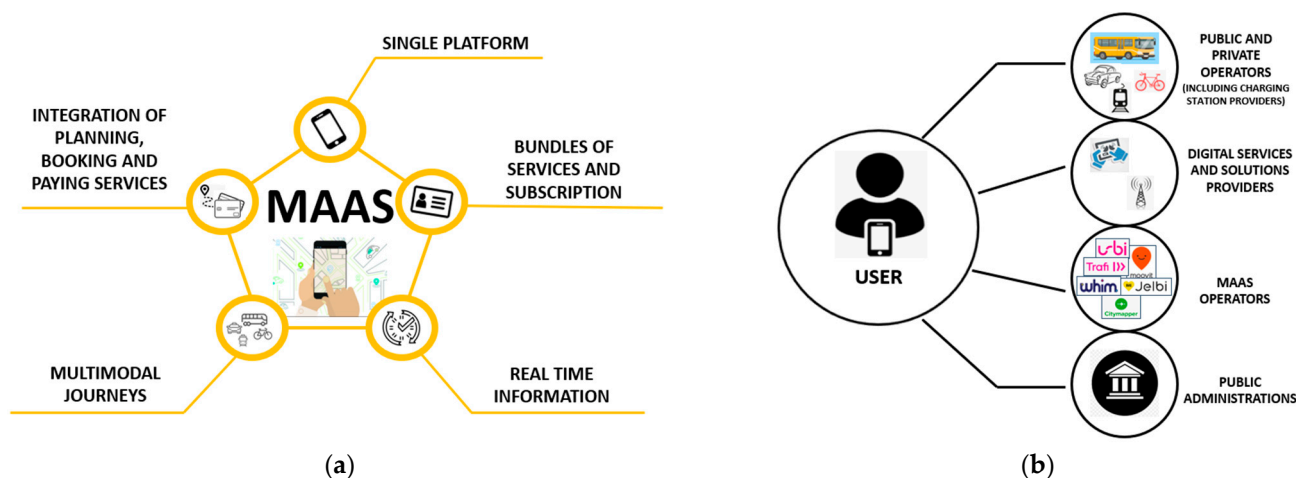 SINGLE PLATFORM
INTEGRATION OF
PLANNING,
BOOKING AND
PAYING SERVICES
BUNDLES OF
SERVICES AND
SUBSCRIPTION
MAAS
MULTIMODAL
JOURNEYS
REAL TIME
INFORMATION
(a)
PUBLIC AND
PRIVATE
OPERATORS
(INCLUDING CHARGING
STATION PROVIDERS)
DIGITAL SERVICES
AND SOLUTIONS
PROVIDERS
USER
urbi
Trafi
moovit
whim
Jelbi
Citymapper
MAAS
OPERATORS
PUBLIC
ADMINISTRATIONS
(b)